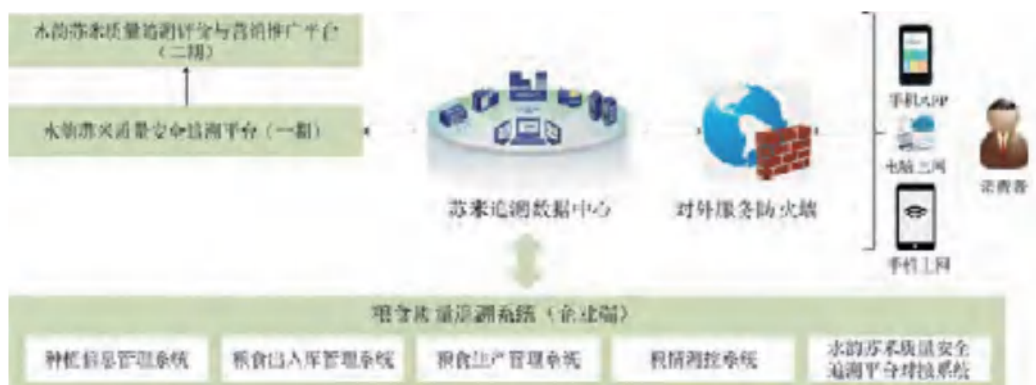 水韵苏米质量追溯评价与营销推广平台
(二期)
水韵苏米质量安全追溯平台(一期)
苏米追溯数据中心
对外服务防火墙
手机APP
电脑上网
手机上网
消费者
粮食质量追溯系统(企业端)
种植信息管理系统
粮食出入库管理系统
粮食生产管理系统
粮情测控系统
水韵苏米质量安全
追溯平台对接系统